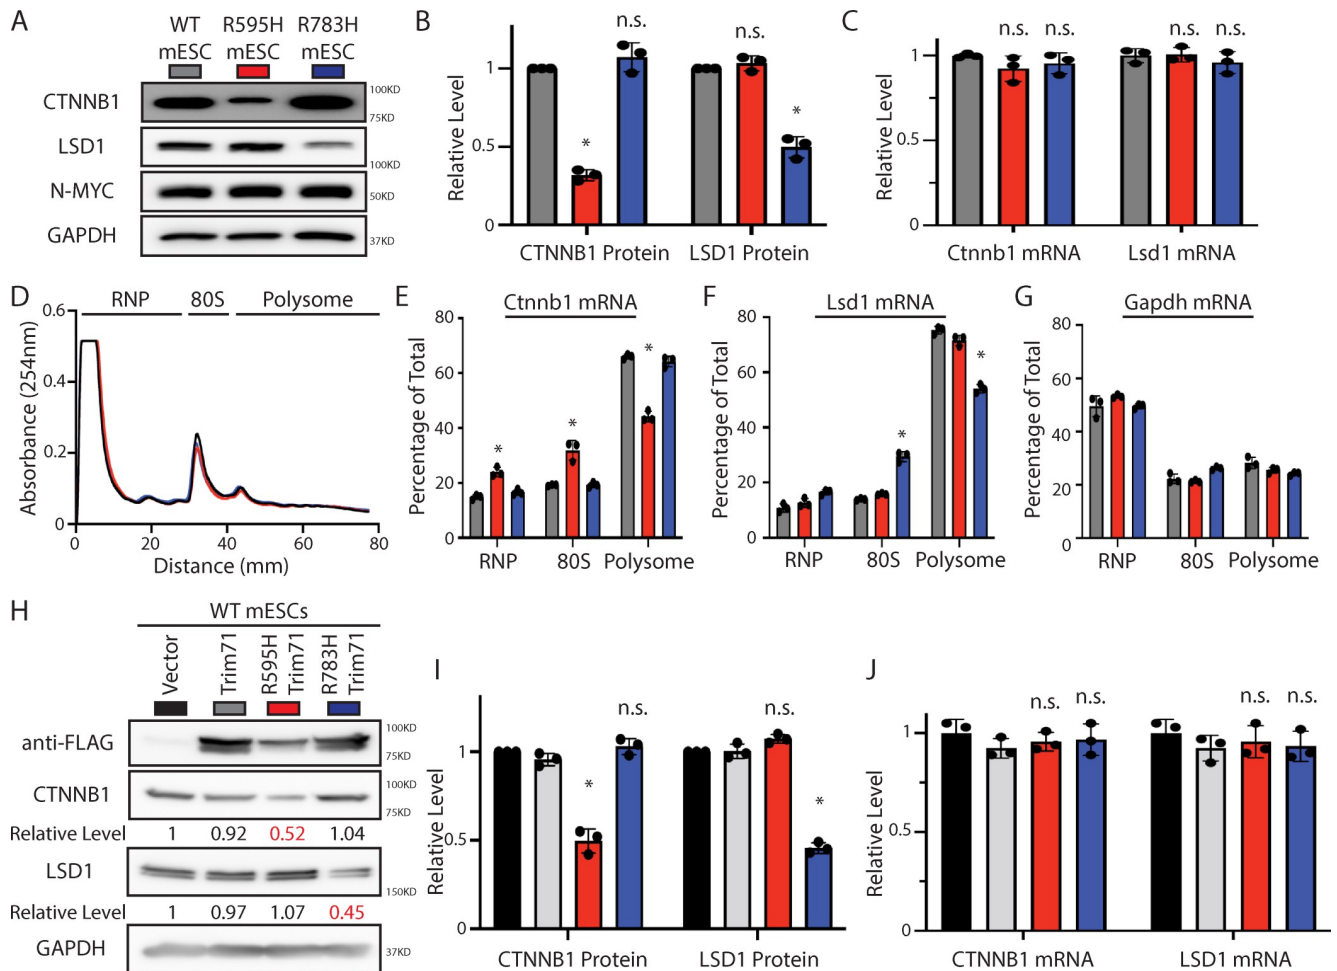 A
WT
mESC
R595H
mESC
R783H
mESC
CTNNB1
100KD
75KD
LSD1
100KD
N-MYC
50KD
GAPDH
37KD
B
Relative Level
1
0.5
0
*
n.s.
n.s.
*
CTNNB1 Protein
LSD1 Protein
C
Relative Level
1
0.5
0
n.s.
n.s.
n.s.
n.s.
Ctnnb1 mRNA
Lsd1 mRNA
D
RNP
80S
Polysome
Absorbance (254nm)
0.6
0.4
0.2
0
0
20
40
60
80
Distance (mm)
E
Ctnnb1 mRNA
Percentage of Total
80
60
40
20
0
*
*
*
RNP
80S
Polysome
F
Lsd1 mRNA
Percentage of Total
80
60
40
20
0
*
*
RNP
80S
Polysome
G
Gapdh mRNA
Percentage of Total
80
60
40
20
0
RNP
80S
Polysome
H
WT mESCs
Vector
Trim71
R595H
Trim71
R783H
Trim71
anti-FLAG
100KD
75KD
CTNNB1
100KD
75KD
Relative Level 1 0.92 0.52 1.04
LSD1
150KD
Relative Level 1 0.97 1.07 0.45
GAPDH
37KD
I
Relative Level
1
0.5
0
*
n.s.
n.s.
*
CTNNB1 Protein
LSD1 Protein
J
Relative Level
1
0.5
0
n.s.
n.s.
n.s.
n.s.
CTNNB1 mRNA
LSD1 mRNA